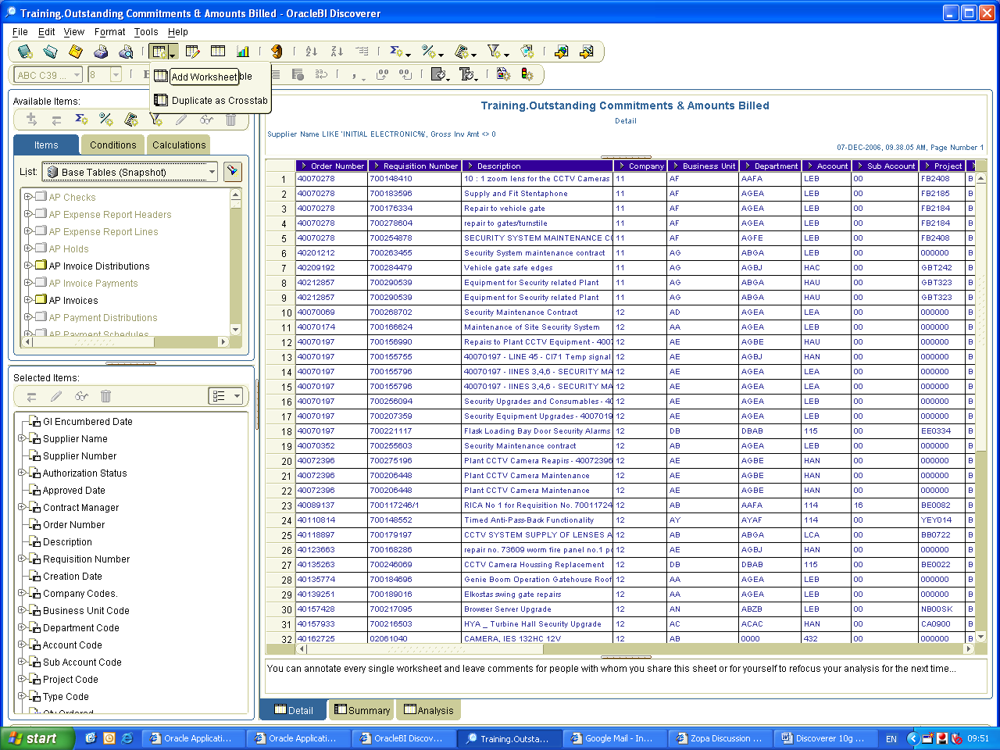 Training.Outstanding Commitments & Amounts Billed - OracleBI Discoverer
File Edit View Format Tools Help
ABC C39 ... 8
Add Worksheet ble
Duplicate as Crosstab
Available Items:
Items Conditions Calculations
List: Base Tables (Snapshot)
AP Checks
AP Expense Report Headers
AP Expense Report Lines
AP Holds
AP Invoice Distributions
AP Invoice Payments
AP Invoices
AP Payment Distributions
AP Payment Schedules
Selected Items:
Gl Encumbered Date
Supplier Name
Supplier Number
Authorization Status
Approved Date
Contract Manager
Order Number
Description
Requisition Number
Creation Date
Company Codes.
Business Unit Code
Department Code
Account Code
Sub Account Code
Project Code
Type Code
Qty Ordered
Training.Outstanding Commitments & Amounts Billed
Detail
Supplier Name LIKE 'INITIAL ELECTRONIC%', Gross Inv Amt <> 0
07-DEC-2006, 09.38.05 AM, Page Number 1
Order Number Requisition Number Description Company Business Unit Department Account Sub Account Project
1 40070278 700148410 10 : 1 zoom lens for the CCTV Cameras 11 AF AAFA LEB 00 FB2408 B
2 40070278 700183596 Supply and Fit Stentaphone 11 AF AGEA LEB 00 FB2185 B
3 40070278 700176334 Repair to vehicle gate 11 AF AGEA LEB 00 FB2184 B
4 40070278 700278604 repair to gates/turnstile 11 AF AGEA LEB 00 FB2184 B
5 40070278 700254878 SECURITY SYSTEM MAINTENANCE CO 11 AF AGFE LEB 00 FB2408 B
6 40201212 700263455 Security System maintenance contract 11 AG ABGA LEB 00 000000 B
7 40209192 700284479 Vehicle gate safe edges 11 AG AGBJ HAC 00 GBT242 B
8 40212857 700290539 Equipment for Security related Plant 11 AG ABGA HAU 00 GBT323 B
9 40212857 700290539 Equipment for Security related Plant 11 AG ABGA HAU 00 GBT323 B
10 40070069 700268702 Security Maintenance Contract 12 AD AGEA LEA 00 000000 B
11 40070174 700166624 Maintenance of Site Security System 12 AA AGEA LEB 00 000000 B
12 40070197 700156990 Repairs to Plant CCTV Equipment - 4007 12 AE AGBE HAU 00 000000 B
13 40070197 700155755 40070197 - LINE 45 - CI71 Temp signal 12 AE AGBJ HAN 00 000000 B
14 40070197 700155796 40070197 - lINES 3,4,6 - SECURITY MA 12 AE AGEA LEA 00 000000 B
15 40070197 700155796 40070197 - lINES 3,4,6 - SECURITY MA 12 AE AGEA LEA 00 000000 B
16 40070197 700256094 Security Upgrades and Consumables - 40 12 AE AGEA LEB 00 000000 B
17 40070197 700207359 Security Equipment Upgrades - 4007019 12 AE AGEA LEB 00 000000 B
18 40070197 700221117 Flask Loading Bay Door Security Alarms 12 DB DBAB 115 00 EE0334 B
19 40070352 700255603 Security Maintenance contract 12 AB AGEA LEB 00 000000 B
20 40072396 700275196 Plant CCTV Camera Reapirs - 40072396 12 AE AGBE HAN 00 000000 B
21 40072396 700206448 Plant CCTV Camera Maintenance 12 AE AGBE HAN 00 000000 B
22 40072396 700206448 Plant CCTV Camera Maintenance 12 AE AGBE HAN 00 000000 B
23 40089137 700117246/1 RICA No 1 for Requisition No. 70011724 12 AB AAFA 114 16 BE0082 B
24 40110814 700148552 Timed Anti-Pass-Back Functionality 12 AY AYAF 114 00 YEY014 B
25 40118897 700179197 CCTV SYSTEM SUPPLY OF LENSES A 12 AB ABGA LCA 00 BB0722 B
26 40123663 700168286 repair no. 73609 worm fire panel no.1 po 12 AE AGBJ HAN 00 000000 B
27 40135263 700246069 CCTV Camera Houssing Replacement 12 DB DBAB 115 00 BE0022 B
28 40135774 700184696 Genie Boom Operation Gatehouse Roof 12 AA AGEA LEB 00 000000 B
29 40139251 700189016 Elkostas swing gate repairs 12 AA AGEA LEB 00 000000 B
30 40157428 700217095 Browser Server Upgrade 12 AN ABZB LEB 00 NB00SK B
31 40157933 700216503 HYA _ Turbine Hall Security Upgrade 12 AC ACAC HAN 00 CA0900 B
32 40162725 02061040 CAMERA, IES 132HC 12V 12 AB 0000 432 00 000000 B
You can annotate every single worksheet and leave comments for people with whom you share this sheet or for yourself to refocus your analysis for the next time...
Detail Summary Analysis
start Oracle Applicati... Oracle Applicati... OracleBI Discov... Training.Outsta... Google Mail - In... Zopa Discussion ... Discoverer 10g ... EN 09:51